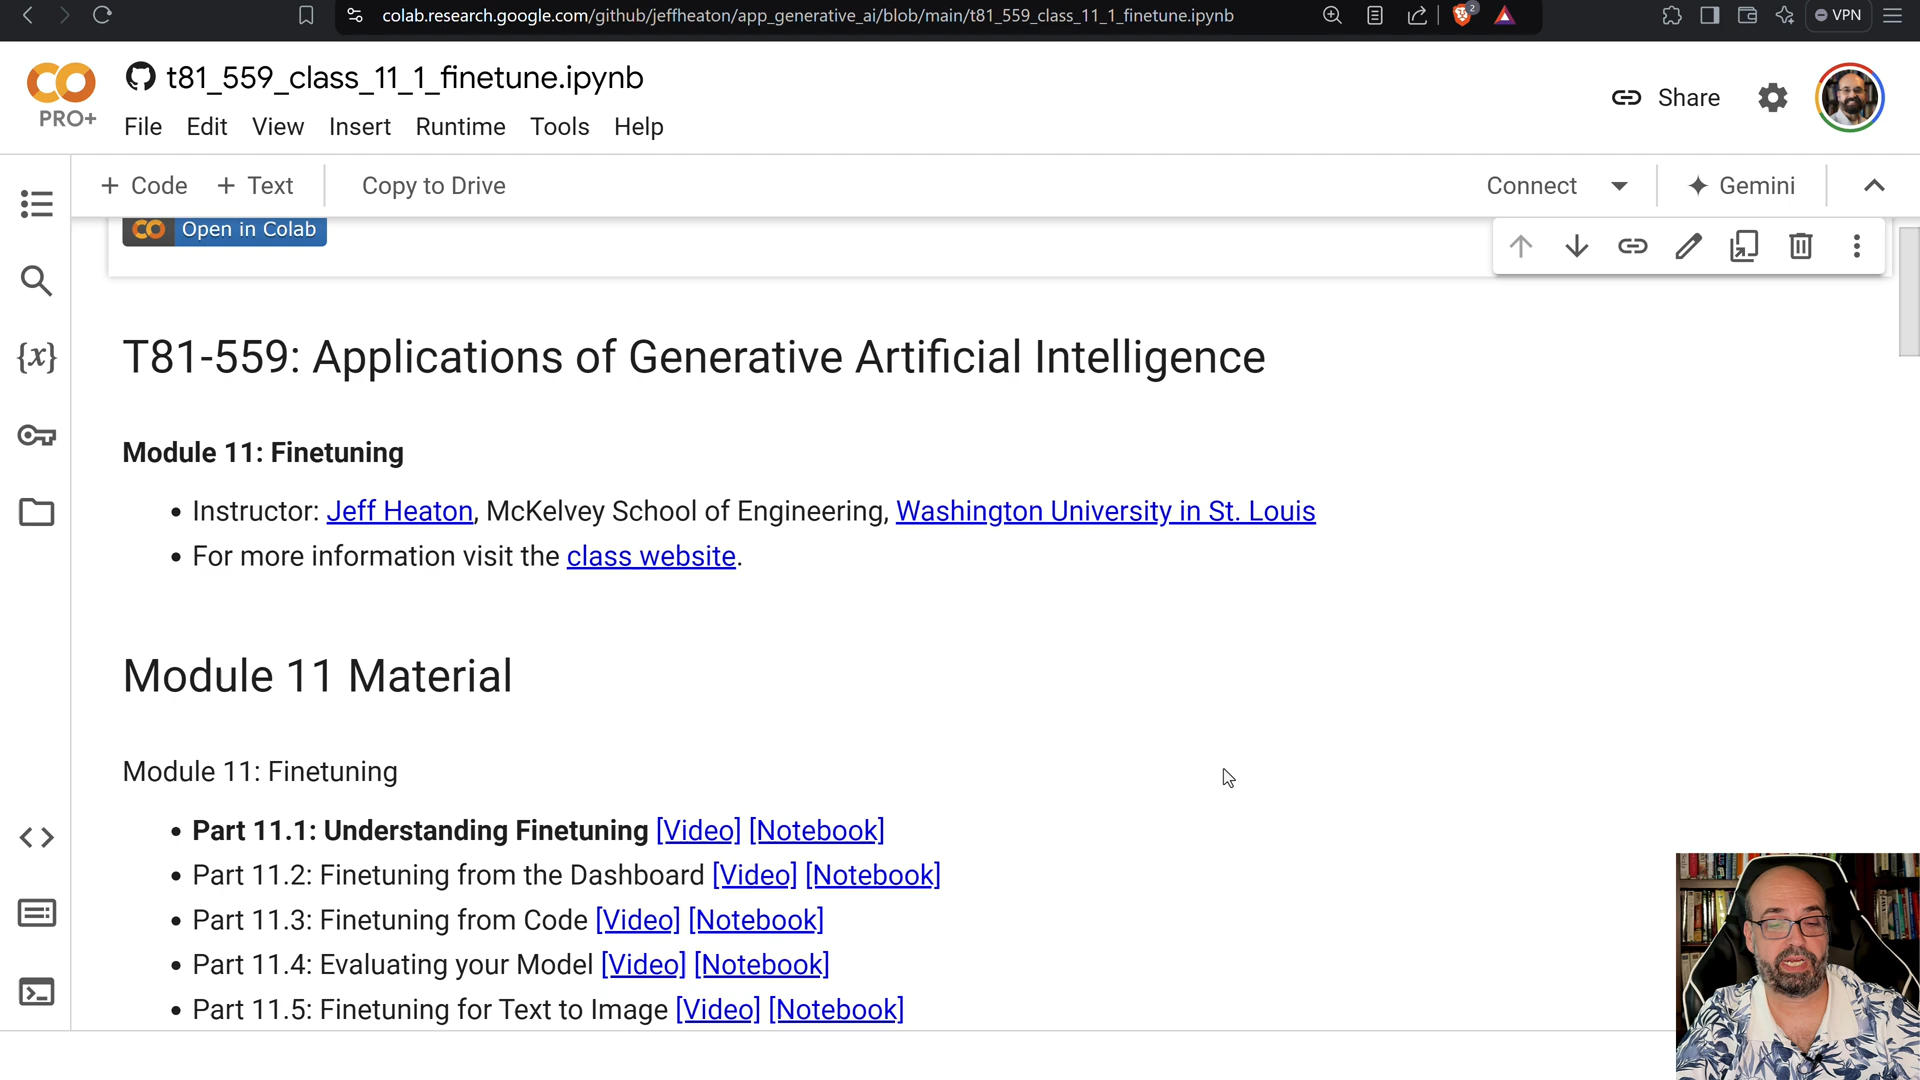 colab.research.google.com/github/jeffheaton/app_generative_ai/blob/main/t81_559_class_11_1_finetune.ipynb
2
VPN
t81_559_class_11_1_finetune.ipynb
PRO+
File Edit View Insert Runtime Tools Help
Share
+ Code + Text Copy to Drive
Connect
Gemini
Open in Colab
{x}
T81-559: Applications of Generative Artificial Intelligence
Module 11: Finetuning
• Instructor: Jeff Heaton, McKelvey School of Engineering, Washington University in St. Louis
• For more information visit the class website.
Module 11 Material
Module 11: Finetuning
• Part 11.1: Understanding Finetuning [Video] [Notebook]
• Part 11.2: Finetuning from the Dashboard [Video] [Notebook]
• Part 11.3: Finetuning from Code [Video] [Notebook]
• Part 11.4: Evaluating your Model [Video] [Notebook]
• Part 11.5: Finetuning for Text to Image [Video] [Notebook]